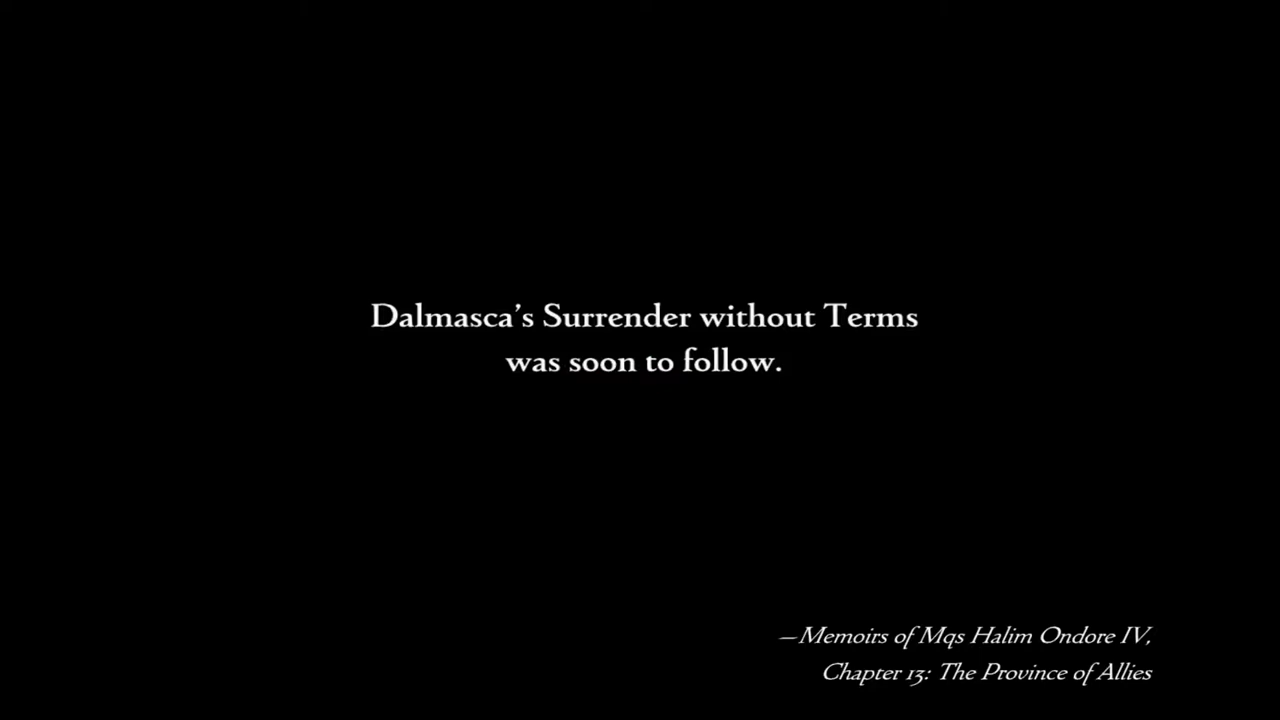 Dalmasca’s Surrender without Terms
was soon to follow.
—Memoirs of Mqs Halim Ondore IV,
Chapter 13: The Province of Allies